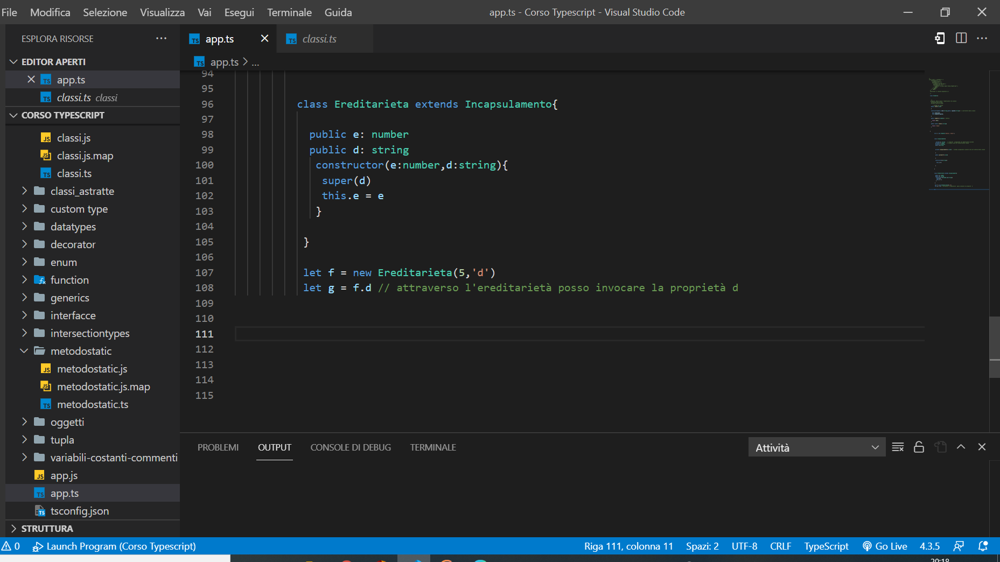 File Modifica Selezione Visualizza Vai Esegui Terminale Guida
app.ts - Corso Typescript - Visual Studio Code
ESPLORA RISORSE
EDITOR APERTI
app.ts
classi.ts classi
CORSO TYPESCRIPT
classi.js
classi.js.map
classi.ts
classi_astratte
custom type
datatypes
decorator
enum
function
generics
interfacce
intersectiontypes
metodostatic
metodostatic.js
metodostatic.js.map
metodostatic.ts
oggetti
tupla
variabili-costanti-commenti
app.js
app.ts
tsconfig.json
STRUTTURA
app.ts
classi.ts
app.ts > ...
94
95
96 class Ereditarieta extends Incapsulamento{
97
98 public e: number
99 public d: string
100 constructor(e:number,d:string){
101 super(d)
102 this.e = e
103 }
104
105 }
106
107 let f = new Ereditarieta(5,'d')
108 let g = f.d // attraverso l'ereditarietà posso invocare la proprietà d
109
110
111
112
113
114
115
PROBLEMI OUTPUT CONSOLE DI DEBUG TERMINALE
Attività
0 Launch Program (Corso Typescript)
Riga 111, colonna 11 Spazi: 2 UTF-8 CRLF TypeScript Go Live 4.3.5
20:18